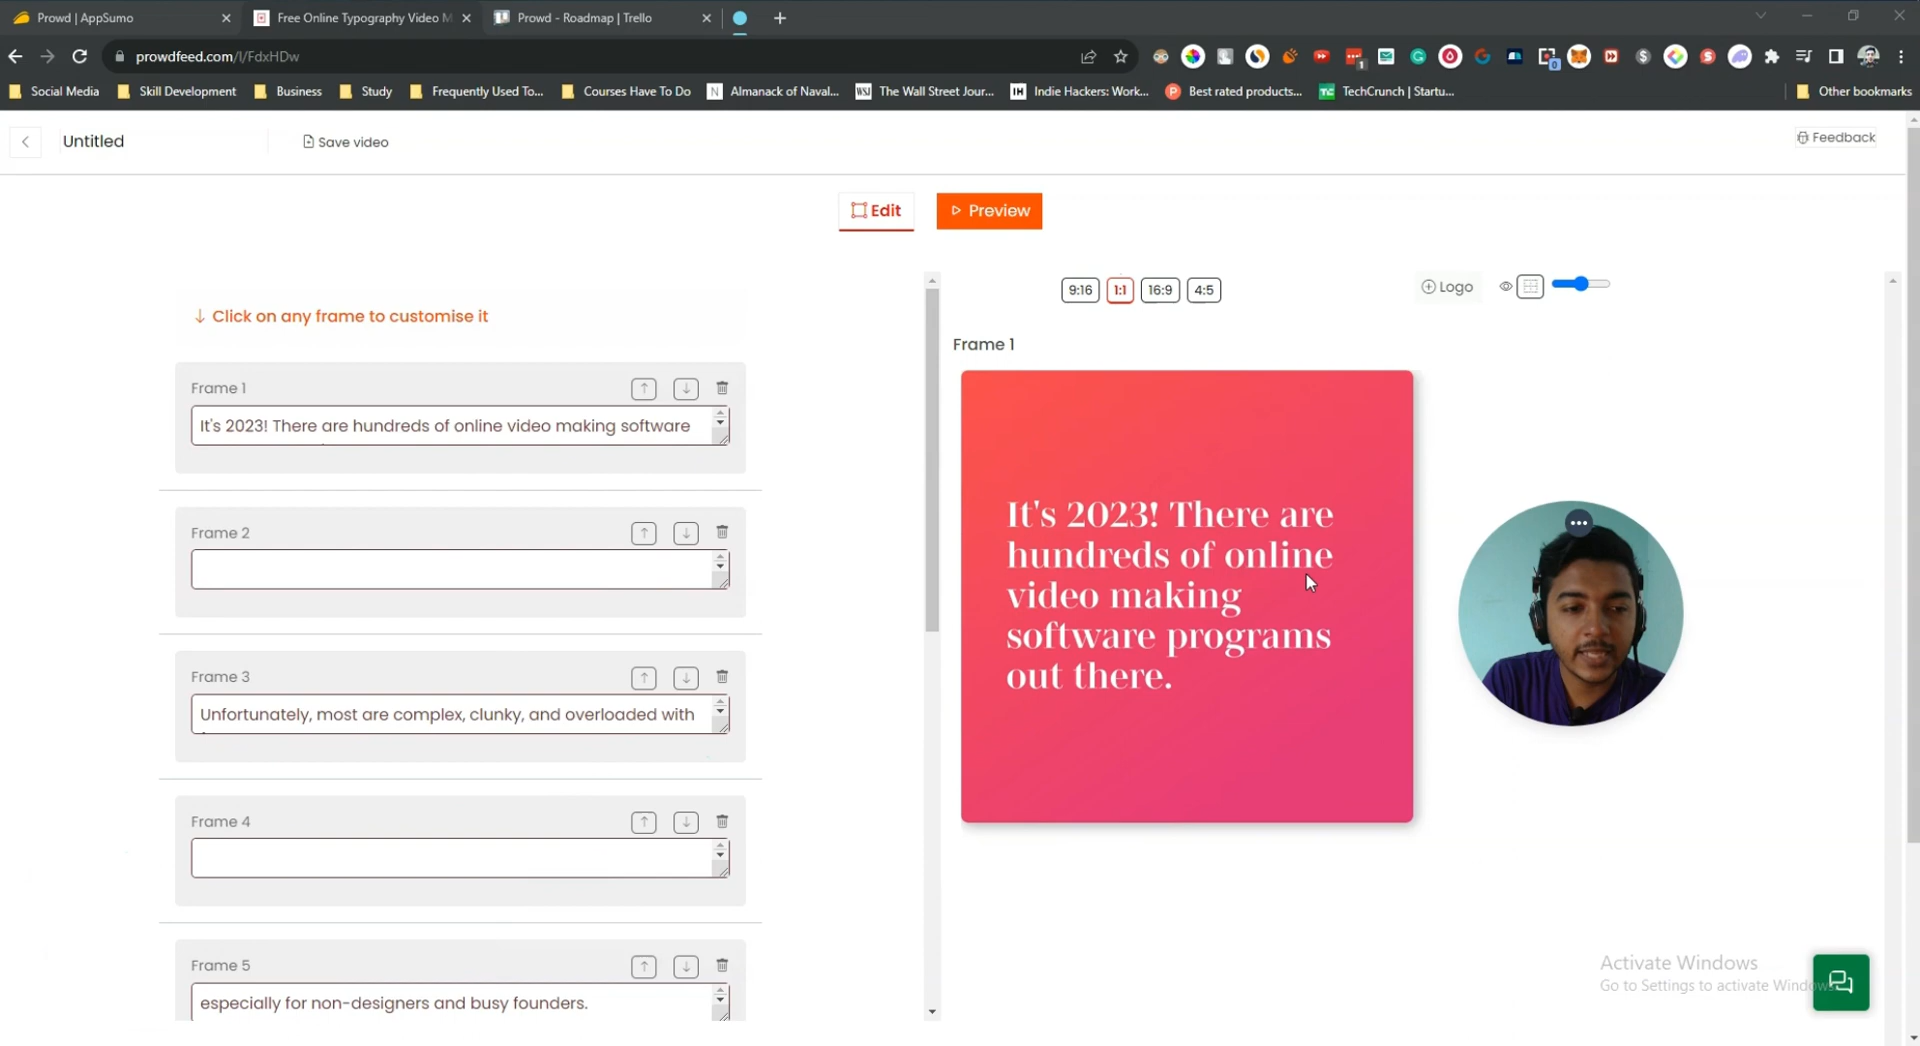 Prowd | AppSumo
Free Online Typography Video M
Prowd - Roadmap | Trello
prowdfeed.com/l/FdxHDw
1
0
Social Media
Skill Development
Business
Study
Frequently Used To...
Courses Have To Do
Almanack of Naval...
The Wall Street Jour...
Indie Hackers: Work...
Best rated products...
TechCrunch | Startu...
Other bookmarks
Untitled
Save video
Feedback
Edit
Preview
9:16
1:1
16:9
4:5
Logo
↓ Click on any frame to customise it
Frame 1
It's 2023! There are hundreds of online video making software
Frame 2
Frame 3
Unfortunately, most are complex, clunky, and overloaded with
Frame 4
Frame 5
especially for non-designers and busy founders.
Frame 1
It's 2023! There are
hundreds of online
video making
software programs
out there.
Activate Windows
Go to Settings to activate Windows